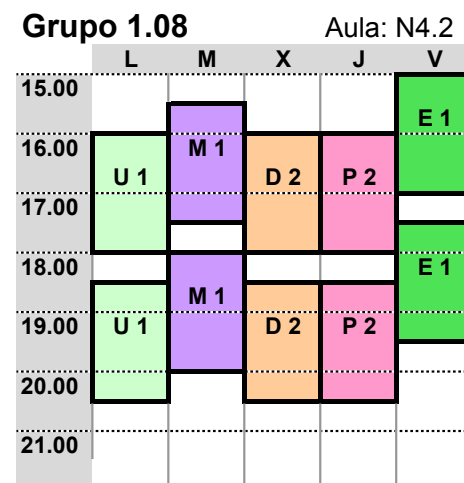 Grupo 1.08 Aula: N4.2
L M X J V
15.00
E 1
16.00 M 1
U 1 D 2 P 2
17.00
18.00 E 1
M 1
19.00 U 1 D 2 P 2
20.00
21.00